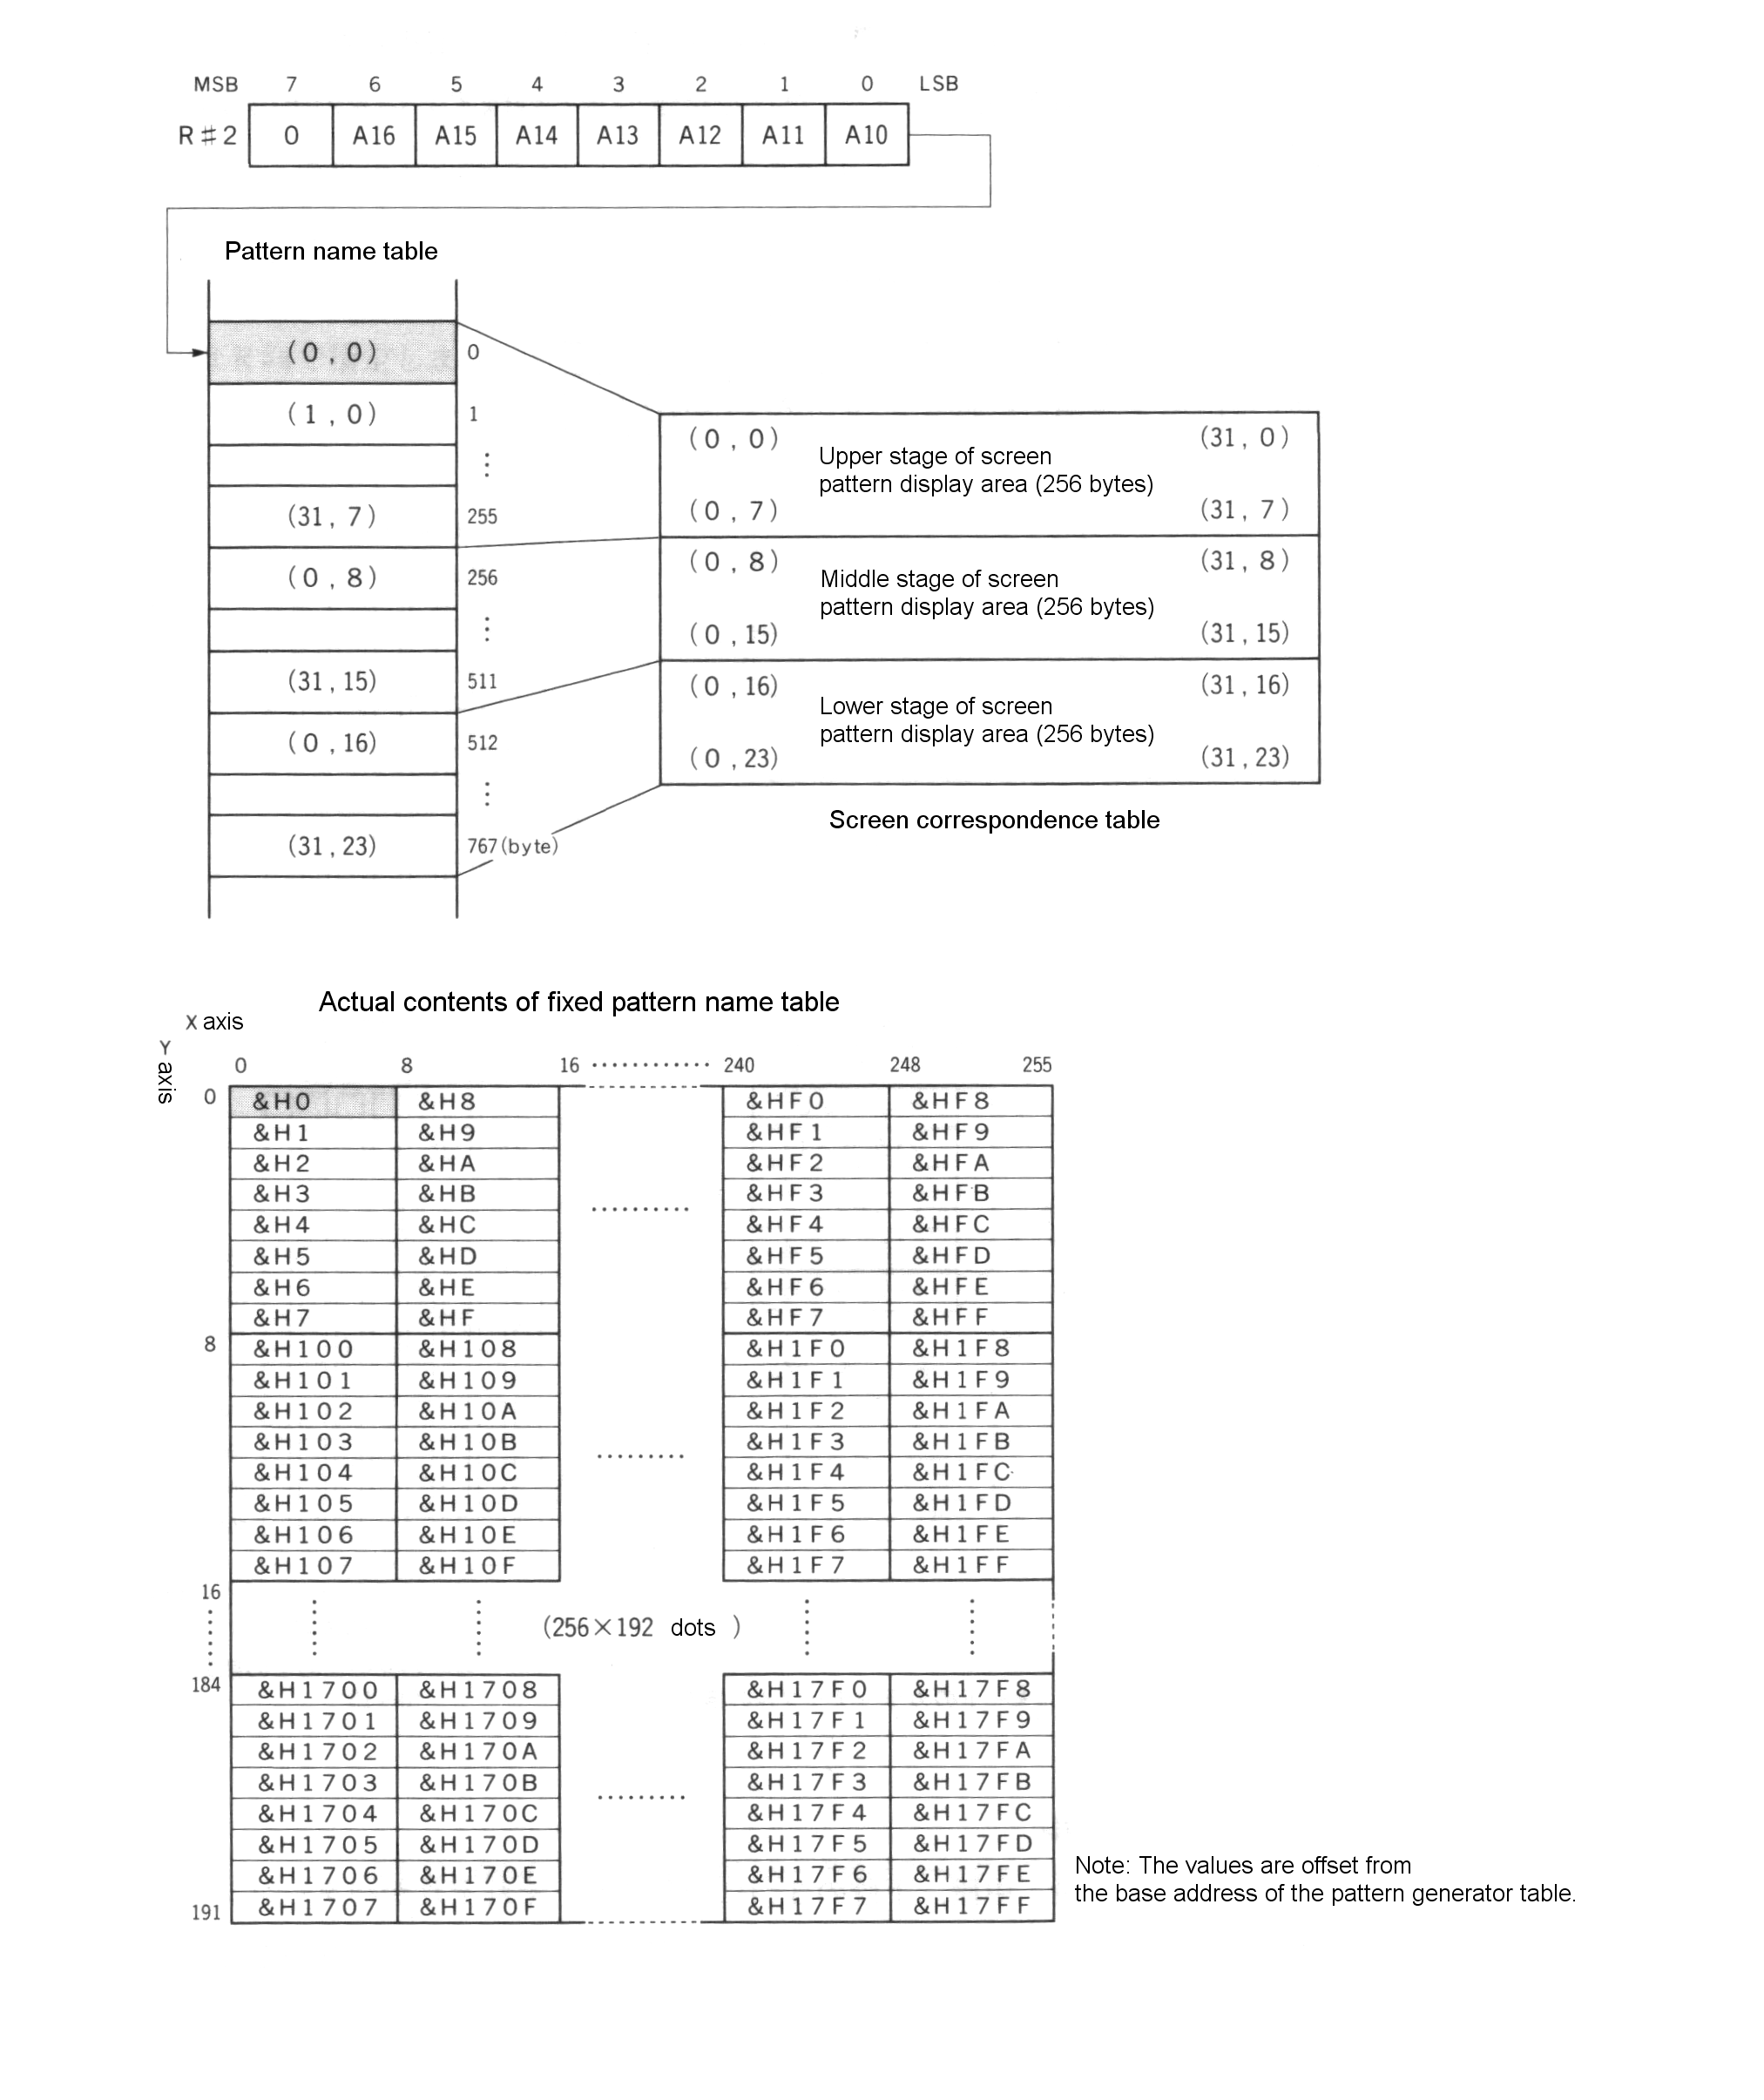 MSB 7 6 5 4 3 2 1 0 LSB
R#2 0 A16 A15 A14 A13 A12 A11 A10
Pattern name table
(0, 0) 0
(1, 0) 1
⋮
(31, 7) 255
(0, 8) 256
⋮
(31, 15) 511
(0, 16) 512
⋮
(31, 23) 767(byte)
(0, 0) (31, 0)
Upper stage of screen
pattern display area (256 bytes)
(0, 7) (31, 7)
(0, 8) (31, 8)
Middle stage of screen
pattern display area (256 bytes)
(0, 15) (31, 15)
(0, 16) (31, 16)
Lower stage of screen
pattern display area (256 bytes)
(0, 23) (31, 23)
Screen correspondence table
Actual contents of fixed pattern name table
X axis
Y axis
0 8 16 ············ 240 248 255
0 &H0 &H8 &HF0 &HF8
&H1 &H9 &HF1 &HF9
&H2 &HA &HF2 &HFA
&H3 &HB &HF3 &HFB
&H4 &HC &HF4 &HFC
&H5 &HD &HF5 &HFD
&H6 &HE &HF6 &HFE
&H7 &HF &HF7 &HFF
8 &H100 &H108 &H1F0 &H1F8
&H101 &H109 &H1F1 &H1F9
&H102 &H10A &H1F2 &H1FA
&H103 &H10B &H1F3 &H1FB
&H104 &H10C &H1F4 &H1FC
&H105 &H10D &H1F5 &H1FD
&H106 &H10E &H1F6 &H1FE
&H107 &H10F &H1F7 &H1FF
16
(256×192 dots )
184 &H1700 &H1708 &H17F0 &H17F8
&H1701 &H1709 &H17F1 &H17F9
&H1702 &H170A &H17F2 &H17FA
&H1703 &H170B &H17F3 &H17FB
&H1704 &H170C &H17F4 &H17FC
&H1705 &H170D &H17F5 &H17FD
&H1706 &H170E &H17F6 &H17FE
191 &H1707 &H170F &H17F7 &H17FF
Note: The values are offset from
the base address of the pattern generator table.